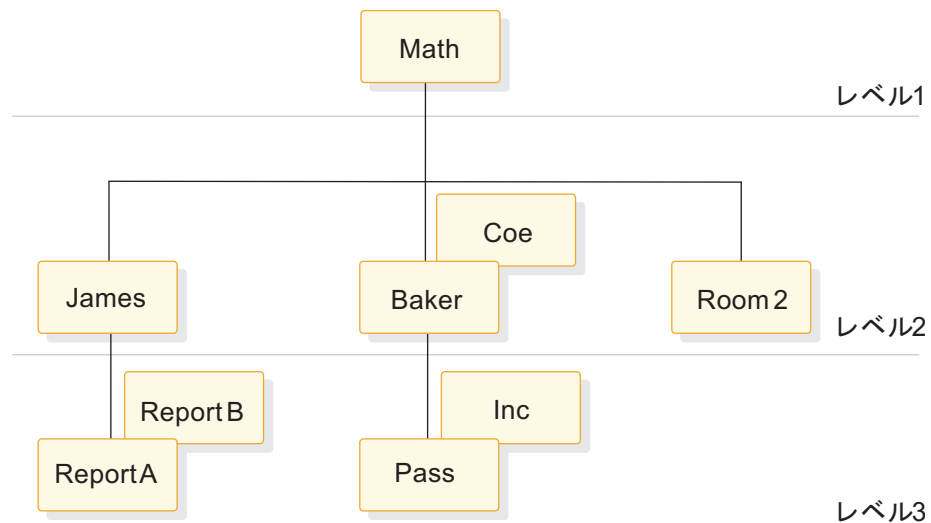 Math
レベル1
Coe
James
Baker
Room 2
レベル2
Report B
Inc
Report A
Pass
レベル3